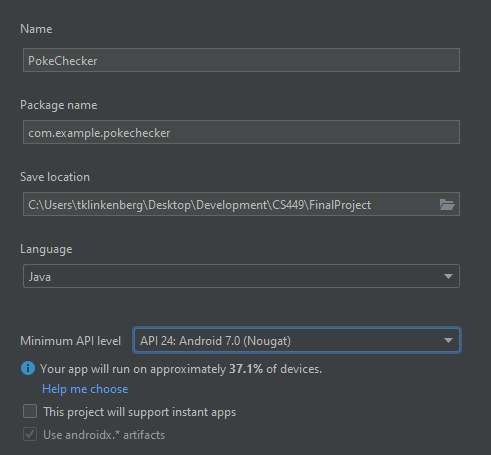 Name
PokeChecker
Package name
com.example.pokechecker
Save location
C:\Users\tklinkenberg\Desktop\Development\CS449\FinalProject
Language
Java
Minimum API level API 24: Android 7.0 (Nougat)
Your app will run on approximately 37.1% of devices.
Help me choose
This project will support instant apps
Use androidx.* artifacts